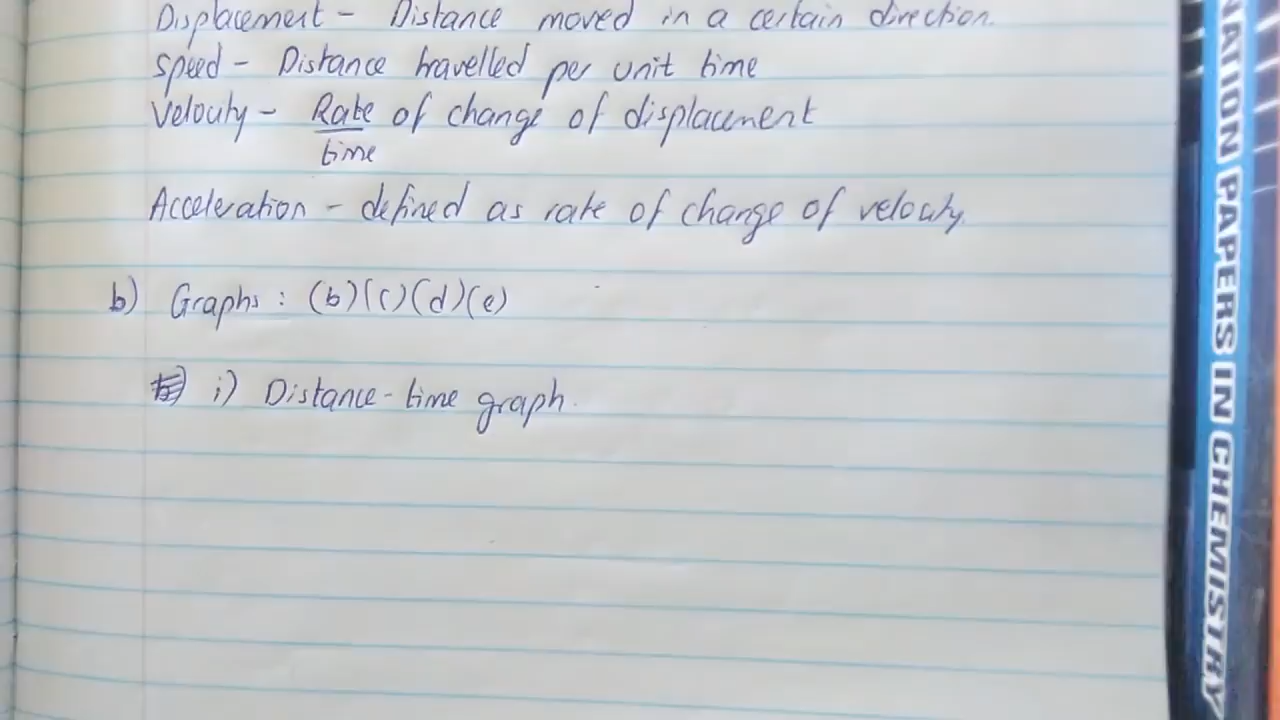 Displacement - Distance moved in a certain direction.
Speed - Distance travelled per unit time
Velocity - Rate of change of displacement
time
Acceleration - defined as rate of change of velocity.
b) Graphs : (b)(c)(d)(e)
i) Distance-time graph.
NATION PAPERS IN CHEMISTRY